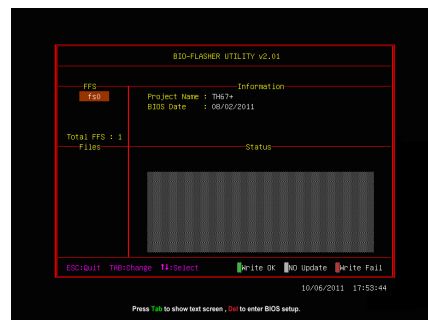 BIO-FLASHER UTILITY v2.01
FFS
Information
fs0
Project Name : TH67+
BIOS Date : 08/02/2011
Total FFS : 1
Files
Status
ESC:Quit TAB:Change ↑↓:Select
Write OK NO Update Write Fail
10/06/2011 17:53:44
Press Tab to show text screen , Del to enter BIOS setup.